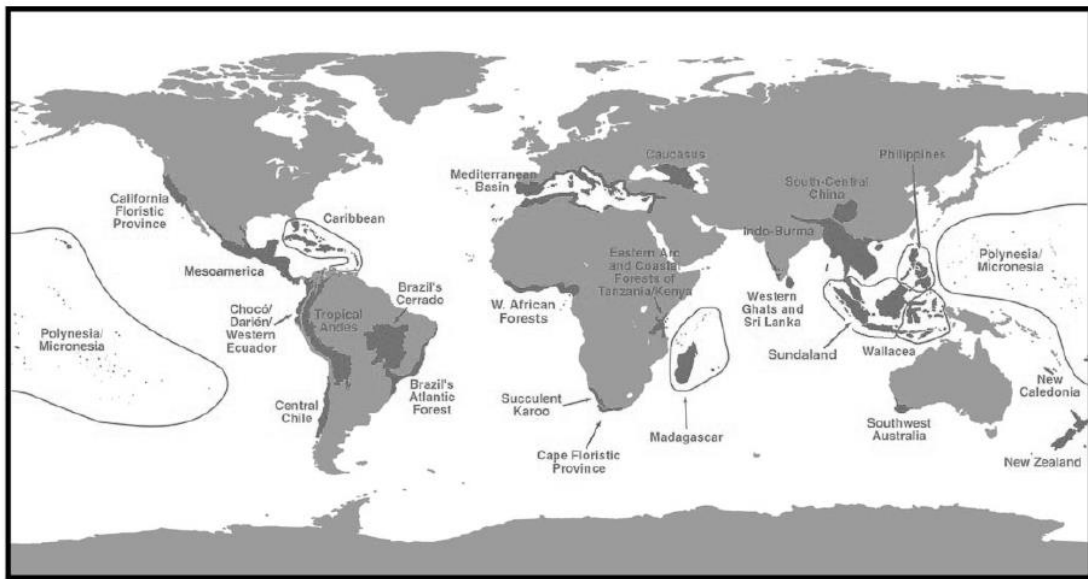 California
Floristic
Province
Caribbean
Mesoamerica
Polynesia/
Micronesia
Chocó/
Darién/
Western
Ecuador
Tropical
Andes
Brazil's
Cerrado
Central
Chile
Brazil's
Atlantic
Forest
Mediterranean
Basin
Caucasus
W. African
Forests
Eastern Arc
and Coastal
Forests of
Tanzania/Kenya
Succulent
Karoo
Cape Floristic
Province
Madagascar
Philippines
South-Central
China
Indo-Burma
Western
Ghats and
Sri Lanka
Sundaland
Wallacea
Polynesia/
Micronesia
New
Caledonia
Southwest
Australia
New Zealand